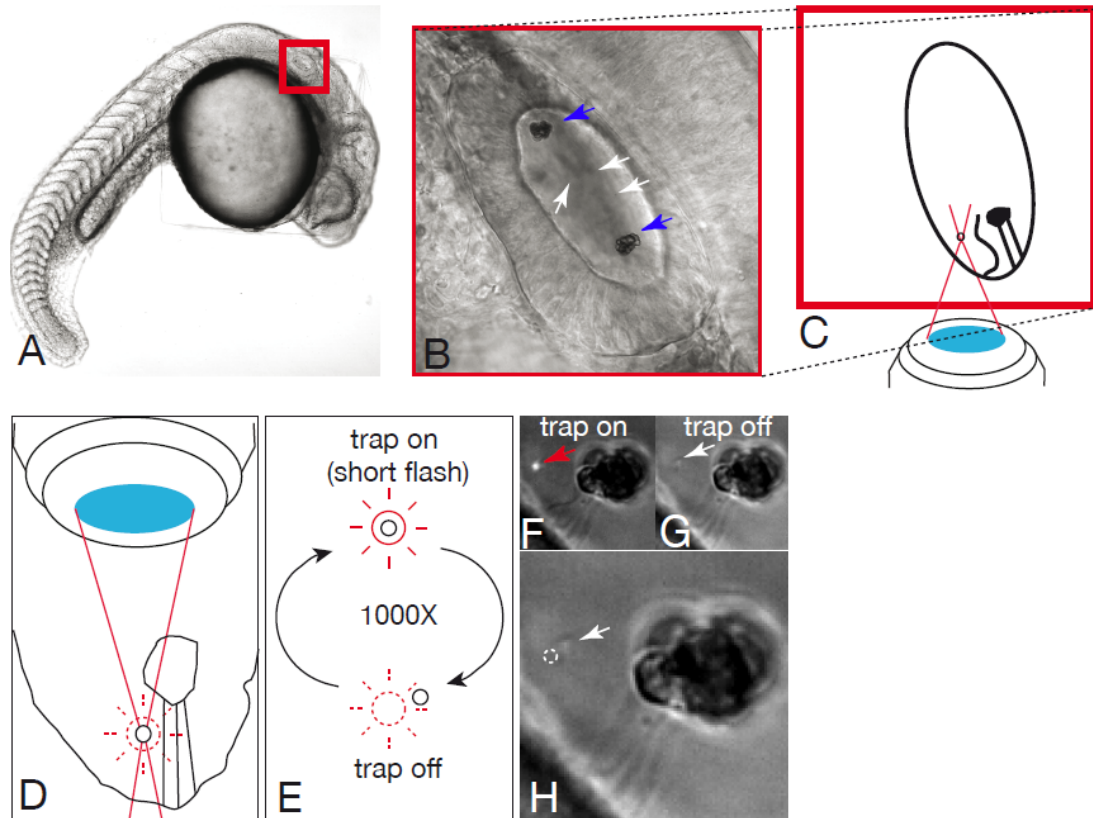 A
B
C
D
trap on
(short flash)
1000X
trap off
E
trap on
F
trap off
G
H